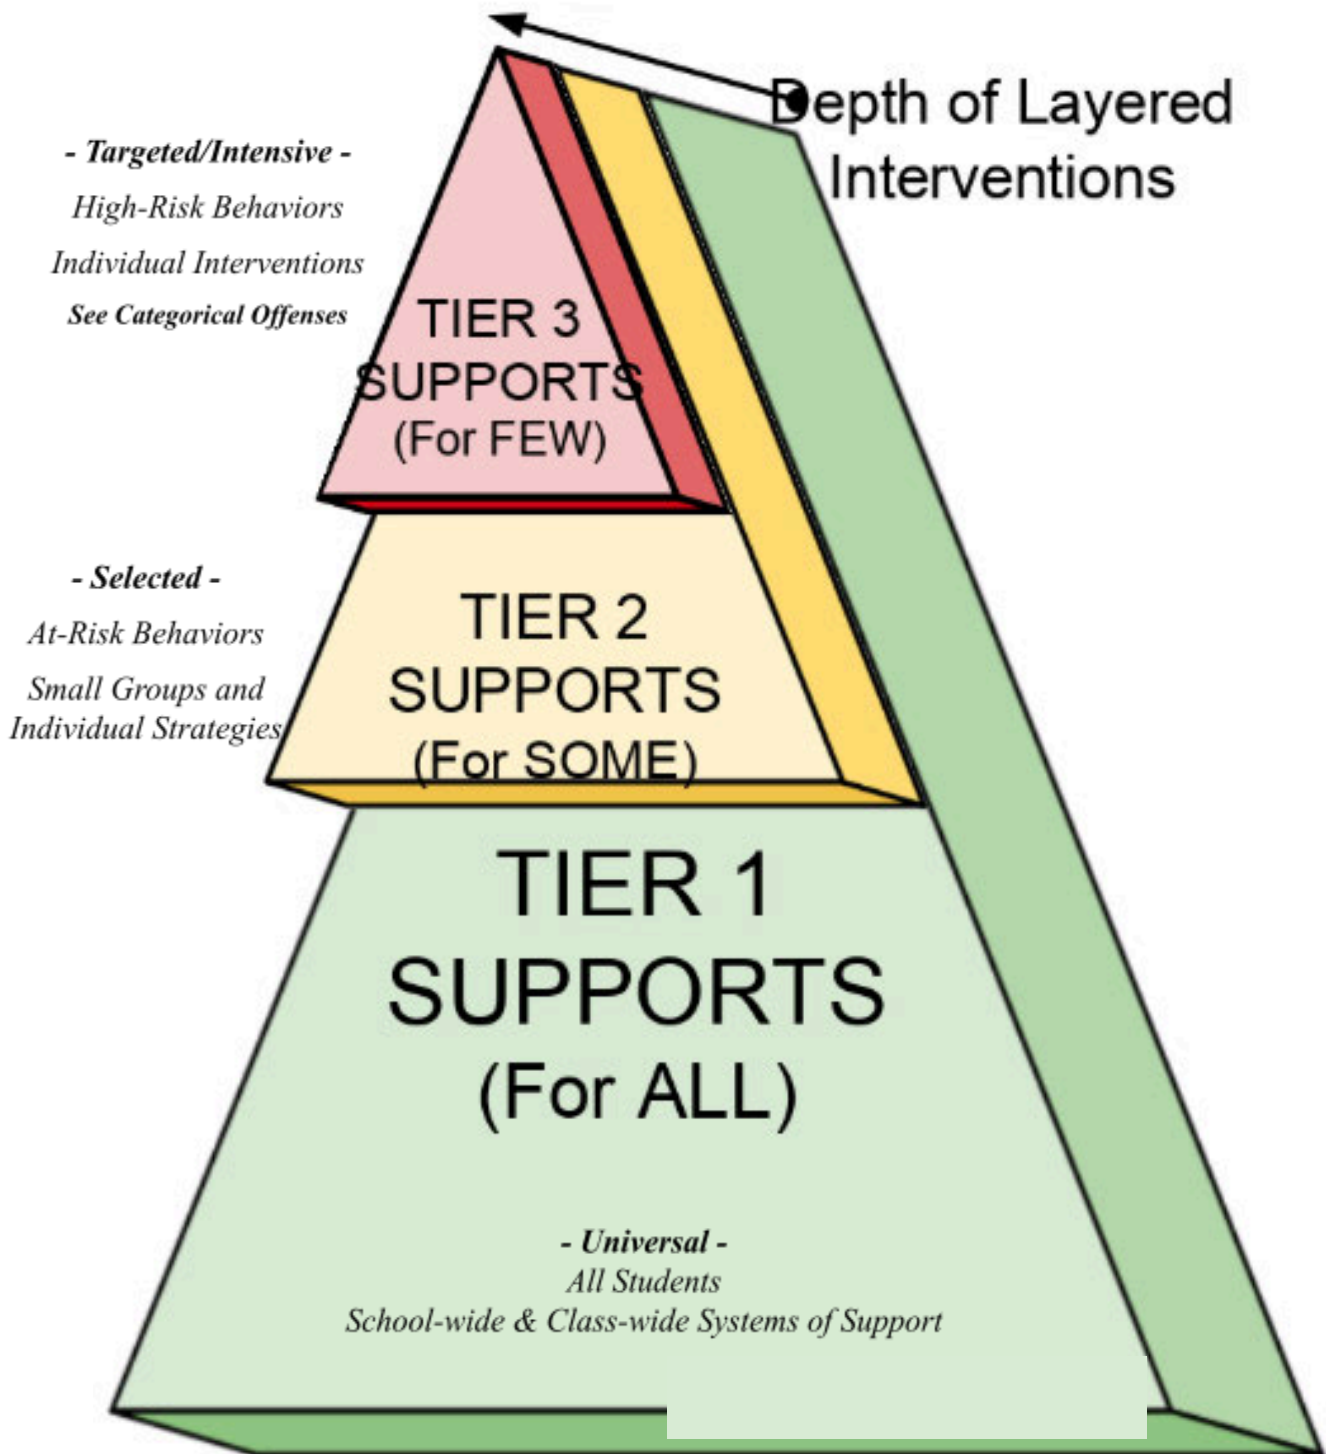 Depth of Layered
Interventions
- Targeted/Intensive -
High-Risk Behaviors
Individual Interventions
See Categorical Offenses
TIER 3
SUPPORTS
(For FEW)
- Selected -
At-Risk Behaviors
Small Groups and
Individual Strategies
TIER 2
SUPPORTS
(For SOME)
TIER 1
SUPPORTS
(For ALL)
- Universal -
All Students
School-wide & Class-wide Systems of Support